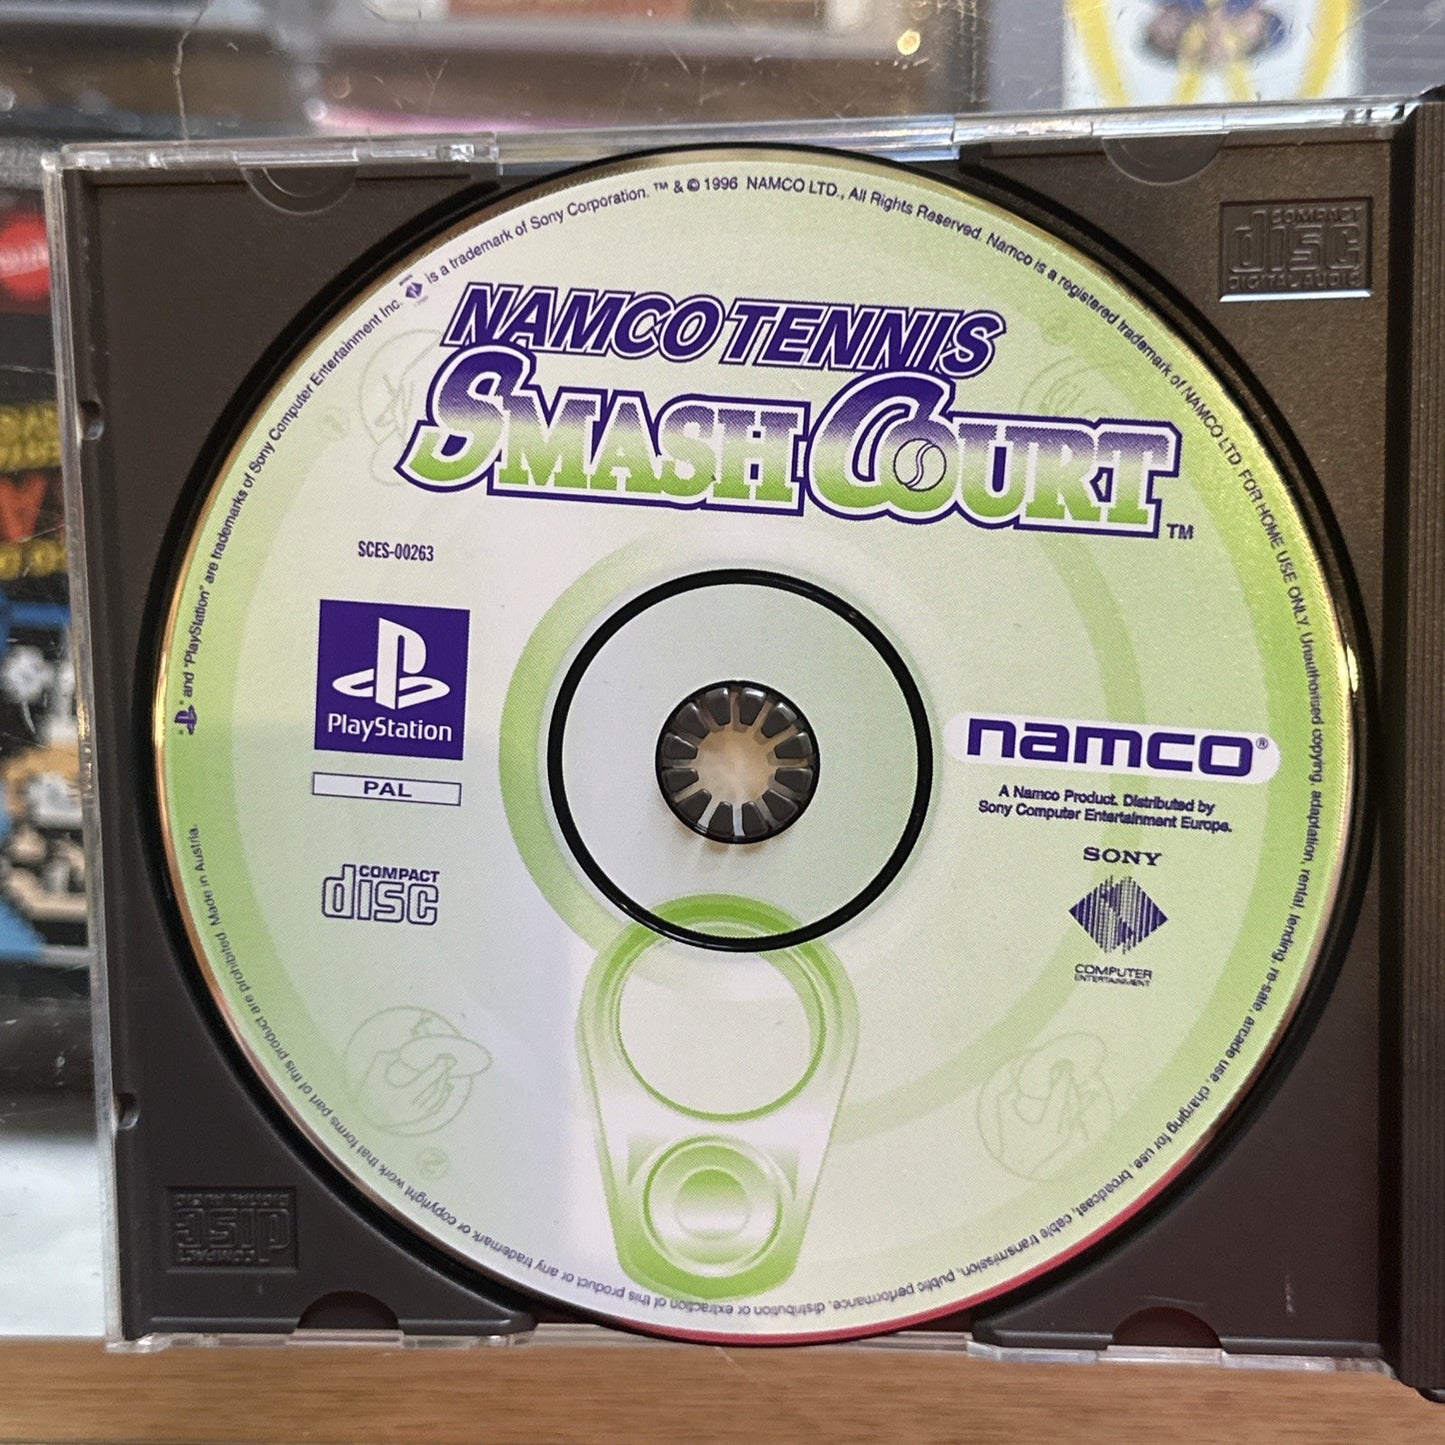 NAMCO TENNIS
SMASH COURT™
SCES-00263
PlayStation
PAL
COMPACT
disc
namco®
A Namco Product. Distributed by
Sony Computer Entertainment Europe.
SONY
COMPUTER
ENTERTAINMENT
and "PlayStation" are trademarks of Sony Computer Entertainment Inc. is a trademark of Sony Corporation. ™ & © 1996 NAMCO LTD., All Rights Reserved. Namco is a registered trademark of NAMCO LTD. FOR HOME USE ONLY. Unauthorised copying, adaptation, rental, lending, re-sale, arcade use, charging for use, broadcast, cable transmission, public performance, distribution or extraction of this product or any trademark or copyright work that forms part of this product are prohibited. Made in Austria.
COMPACT
disc
DIGITAL AUDIO
COMPACT
disc
DIGITAL AUDIO